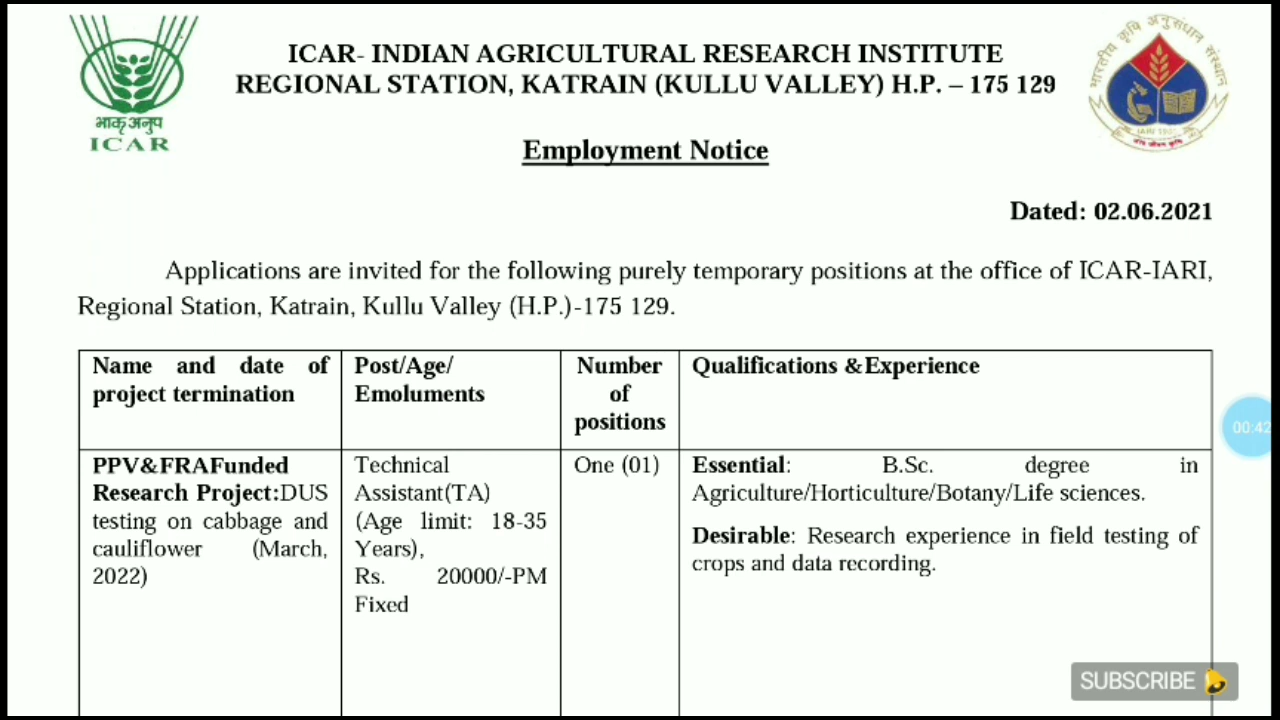 ICAR- INDIAN AGRICULTURAL RESEARCH INSTITUTE
REGIONAL STATION, KATRAIN (KULLU VALLEY) H.P. – 175 129
भाकृअनुप
ICAR
भारतीय कृषि अनुसंधान संस्थान
Employment Notice
Dated: 02.06.2021
Applications are invited for the following purely temporary positions at the office of ICAR-IARI,
Regional Station, Katrain, Kullu Valley (H.P.)-175 129.
Name and date of
project termination
Post/Age/
Emoluments
Number
of
positions
Qualifications &Experience
PPV&FRAFunded
Research Project:DUS
testing on cabbage and
cauliflower (March,
2022)
Technical
Assistant(TA)
(Age limit: 18-35
Years),
Rs. 20000/-PM
Fixed
One (01)
Essential: B.Sc. degree in
Agriculture/Horticulture/Botany/Life sciences.
Desirable: Research experience in field testing of
crops and data recording.
00:42
SUBSCRIBE